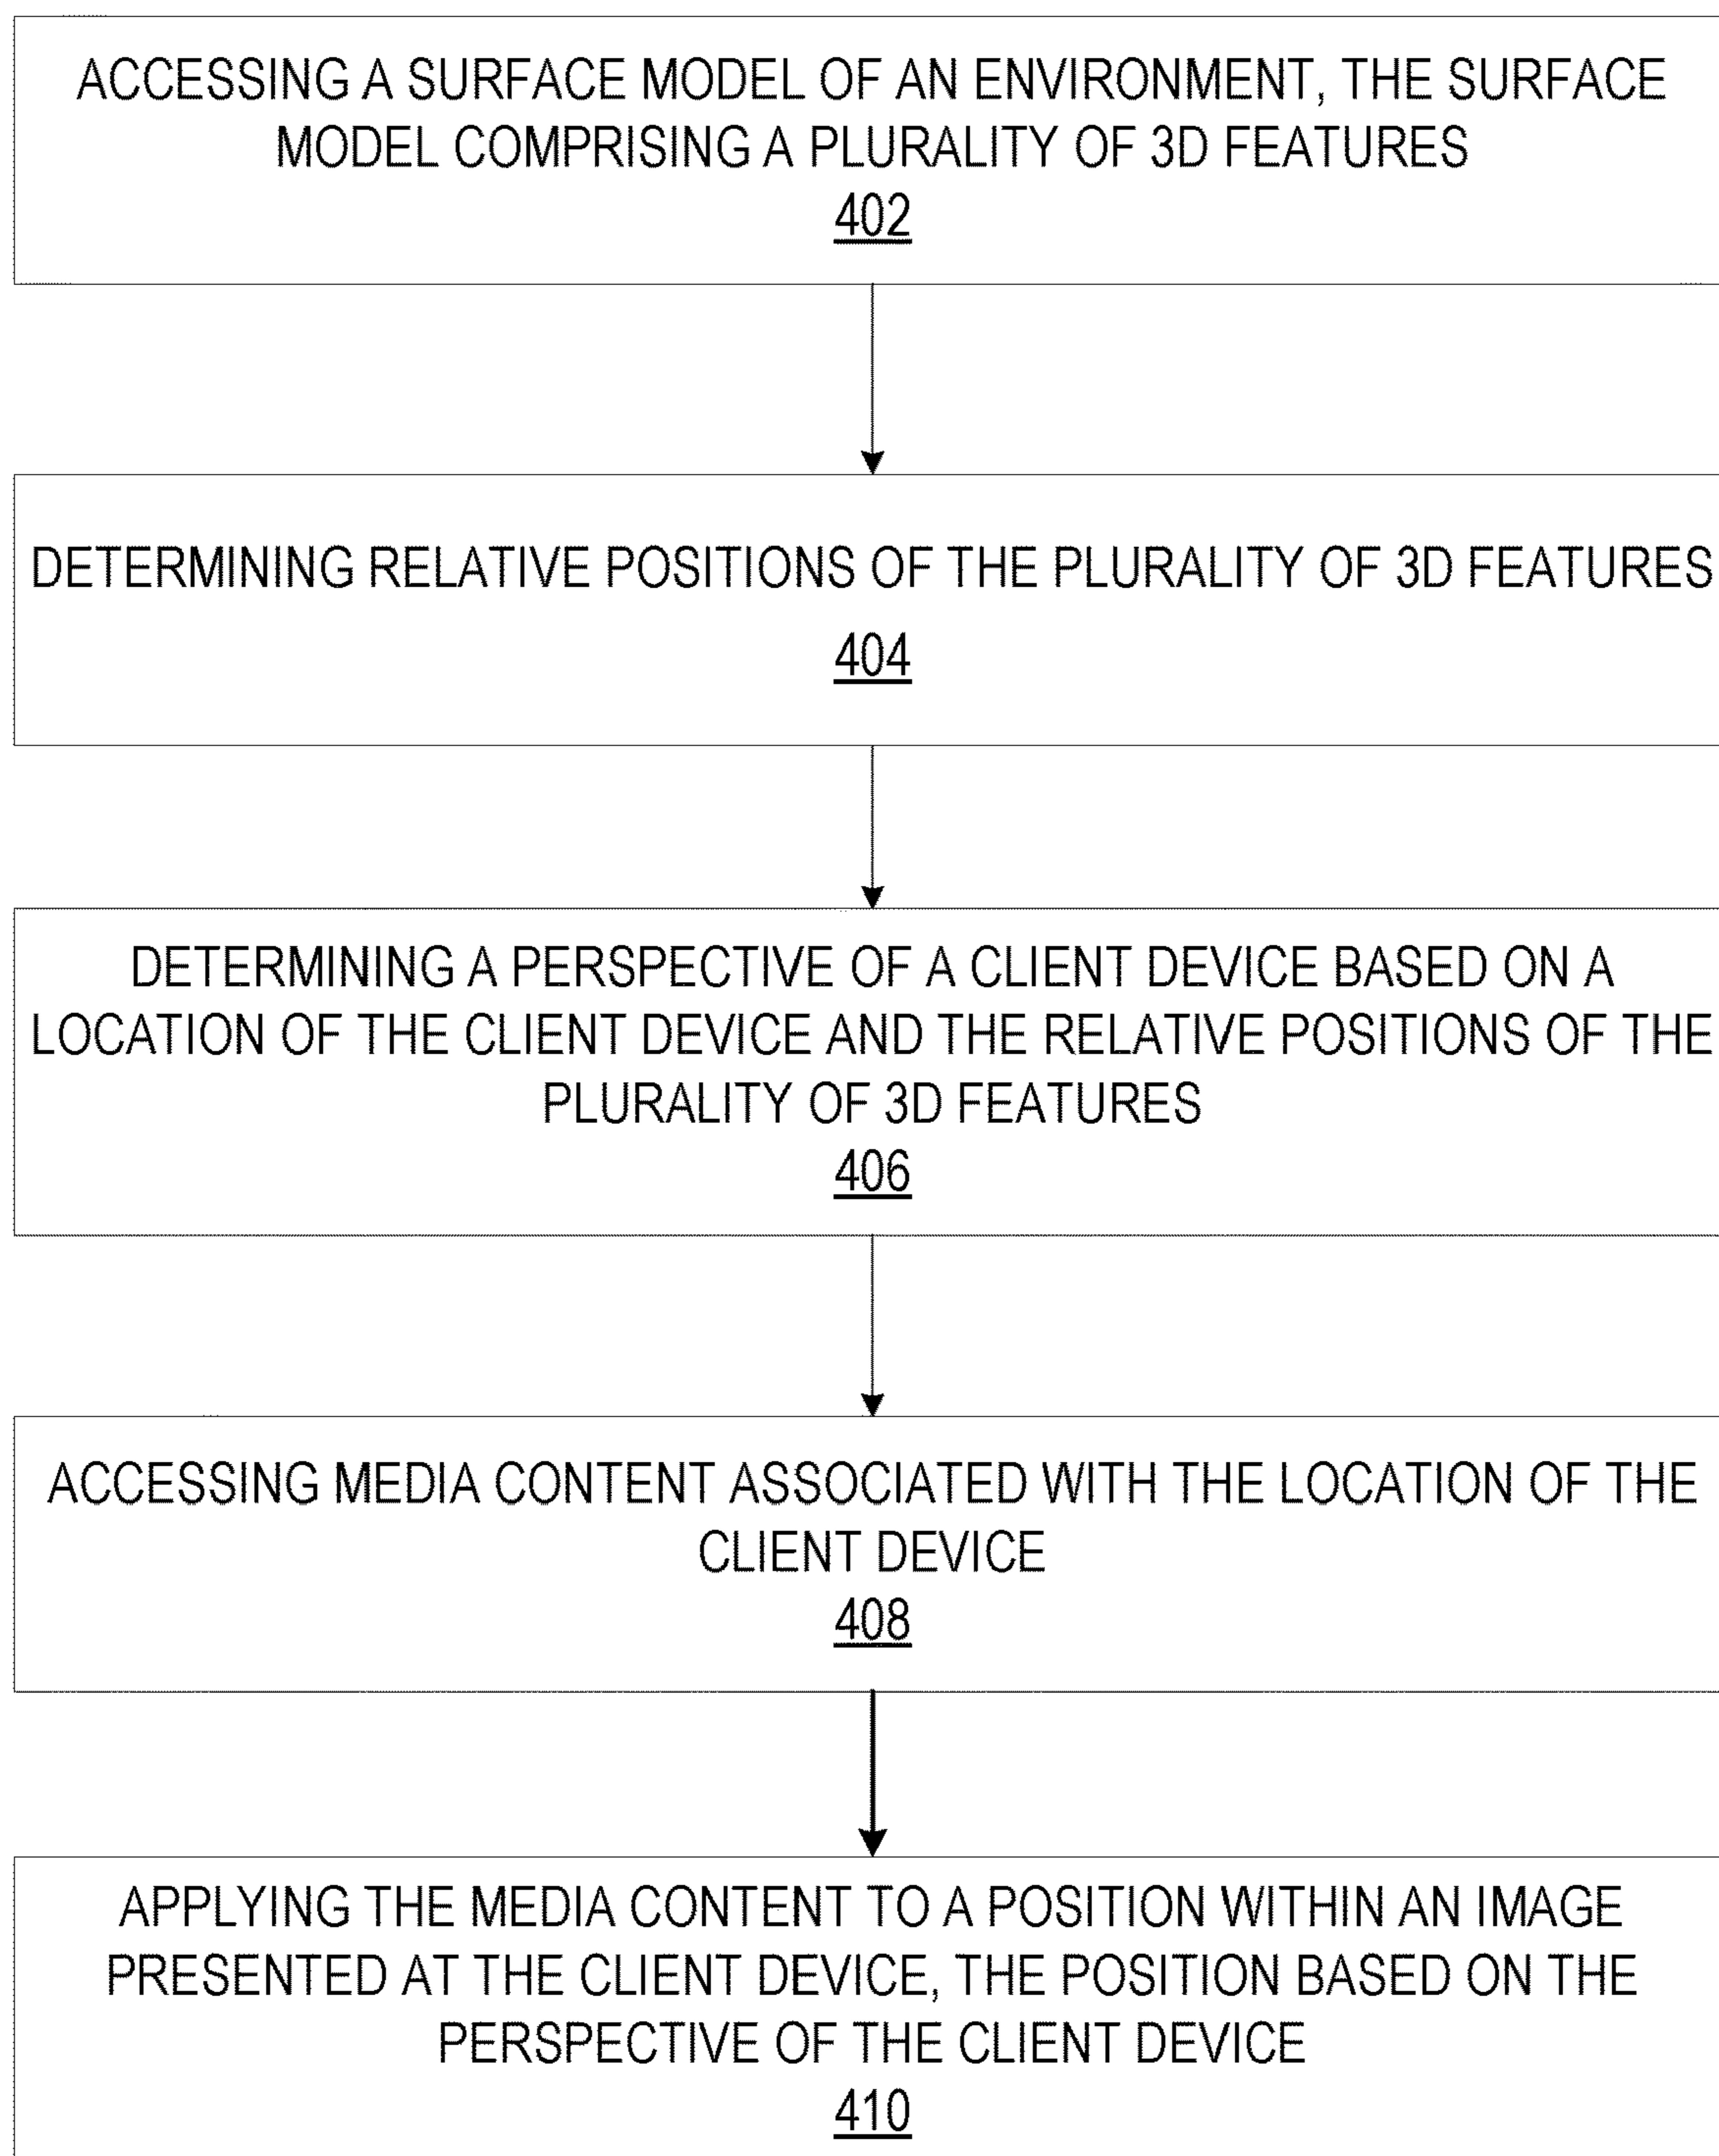 ACCESSING A SURFACE MODEL OF AN ENVIRONMENT, THE SURFACE
MODEL COMPRISING A PLURALITY OF 3D FEATURES
402
DETERMINING RELATIVE POSITIONS OF THE PLURALITY OF 3D FEATURES
404
DETERMINING A PERSPECTIVE OF A CLIENT DEVICE BASED ON A
LOCATION OF THE CLIENT DEVICE AND THE RELATIVE POSITIONS OF THE
PLURALITY OF 3D FEATURES
406
ACCESSING MEDIA CONTENT ASSOCIATED WITH THE LOCATION OF THE
CLIENT DEVICE
408
APPLYING THE MEDIA CONTENT TO A POSITION WITHIN AN IMAGE
PRESENTED AT THE CLIENT DEVICE, THE POSITION BASED ON THE
PERSPECTIVE OF THE CLIENT DEVICE
410